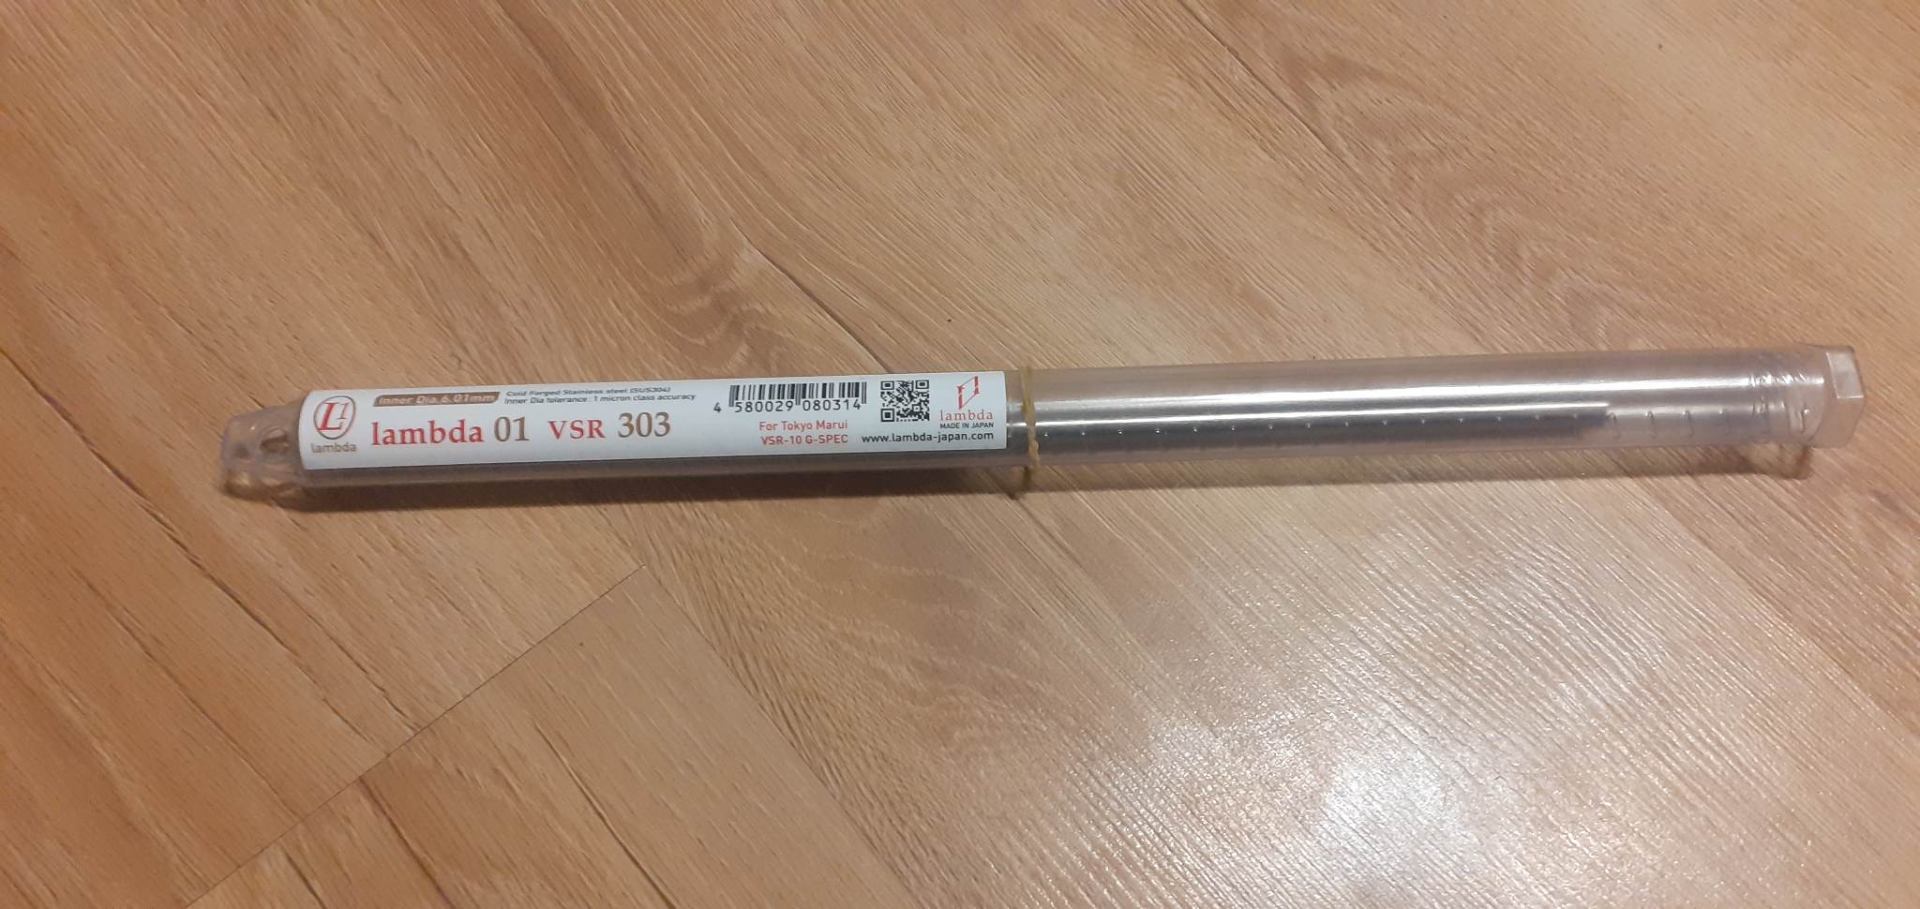 L1
lambda
Inner Dia.6.01mm
Cold Forged Stainless steel (SUS304)
Inner Dia tolerance: 1 micron class accuracy
lambda 01 VSR 303
4 580029 080314
For Tokyo Marui
VSR-10 G-SPEC
lambda
MADE IN JAPAN
www.lambda-japan.com